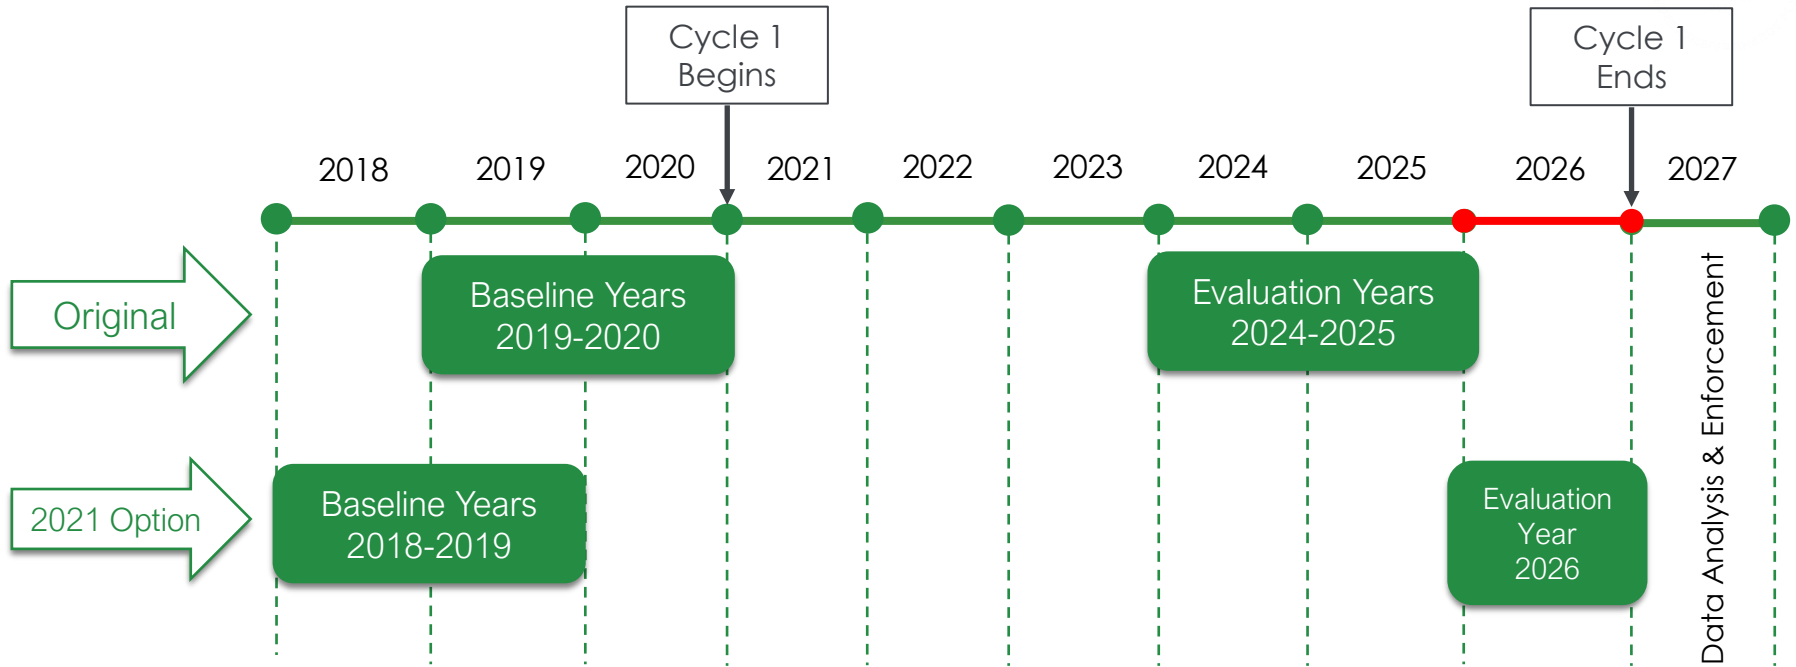 Cycle 1
Begins
Cycle 1
Ends
2018
2019
2020
2021
2022
2023
2024
2025
2026
2027
Original
Baseline Years
2019-2020
Evaluation Years
2024-2025
Data Analysis & Enforcement
2021 Option
Baseline Years
2018-2019
Evaluation
Year
2026